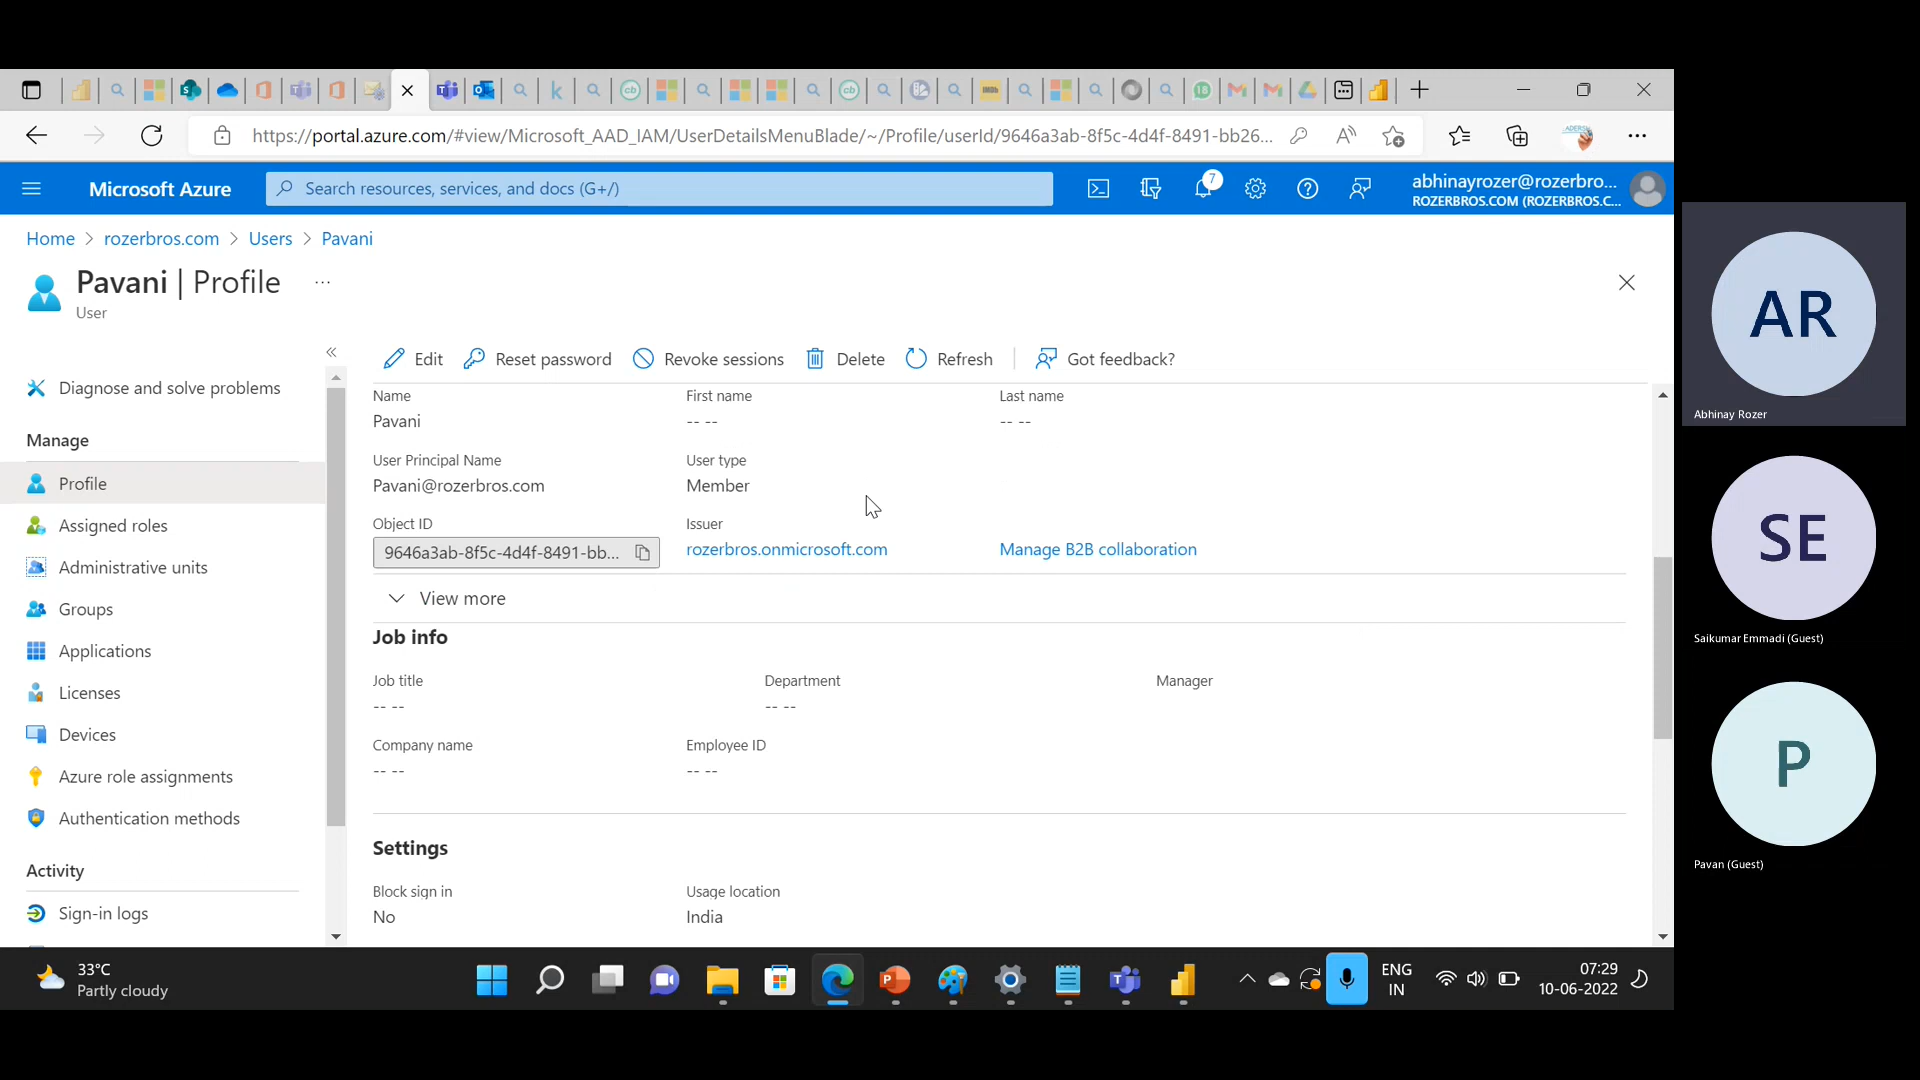 https://portal.azure.com/#view/Microsoft_AAD_IAM/UserDetailsMenuBlade/~/Profile/userId/9646a3ab-8f5c-4d4f-8491-bb26...
Microsoft Azure
Search resources, services, and docs (G+/)
7
abhinayrozer@rozerbro...
ROZERBROS.COM (ROZERBROS.C...
Home > rozerbros.com > Users > Pavani
Pavani | Profile ...
User
Edit Reset password Revoke sessions Delete Refresh Got feedback?
Diagnose and solve problems
Manage
Profile
Assigned roles
Administrative units
Groups
Applications
Licenses
Devices
Azure role assignments
Authentication methods
Activity
Sign-in logs
Name First name Last name
Pavani -- -- -- --
User Principal Name User type
Pavani@rozerbros.com Member
Object ID Issuer
9646a3ab-8f5c-4d4f-8491-bb... rozerbros.onmicrosoft.com Manage B2B collaboration
View more
Job info
Job title Department Manager
-- -- -- --
Company name Employee ID
-- -- -- --
Settings
Block sign in Usage location
No India
33°C
Partly cloudy
ENG
IN
07:29
10-06-2022
AR
Abhinay Rozer
SE
Saikumar Emmadi (Guest)
P
Pavan (Guest)